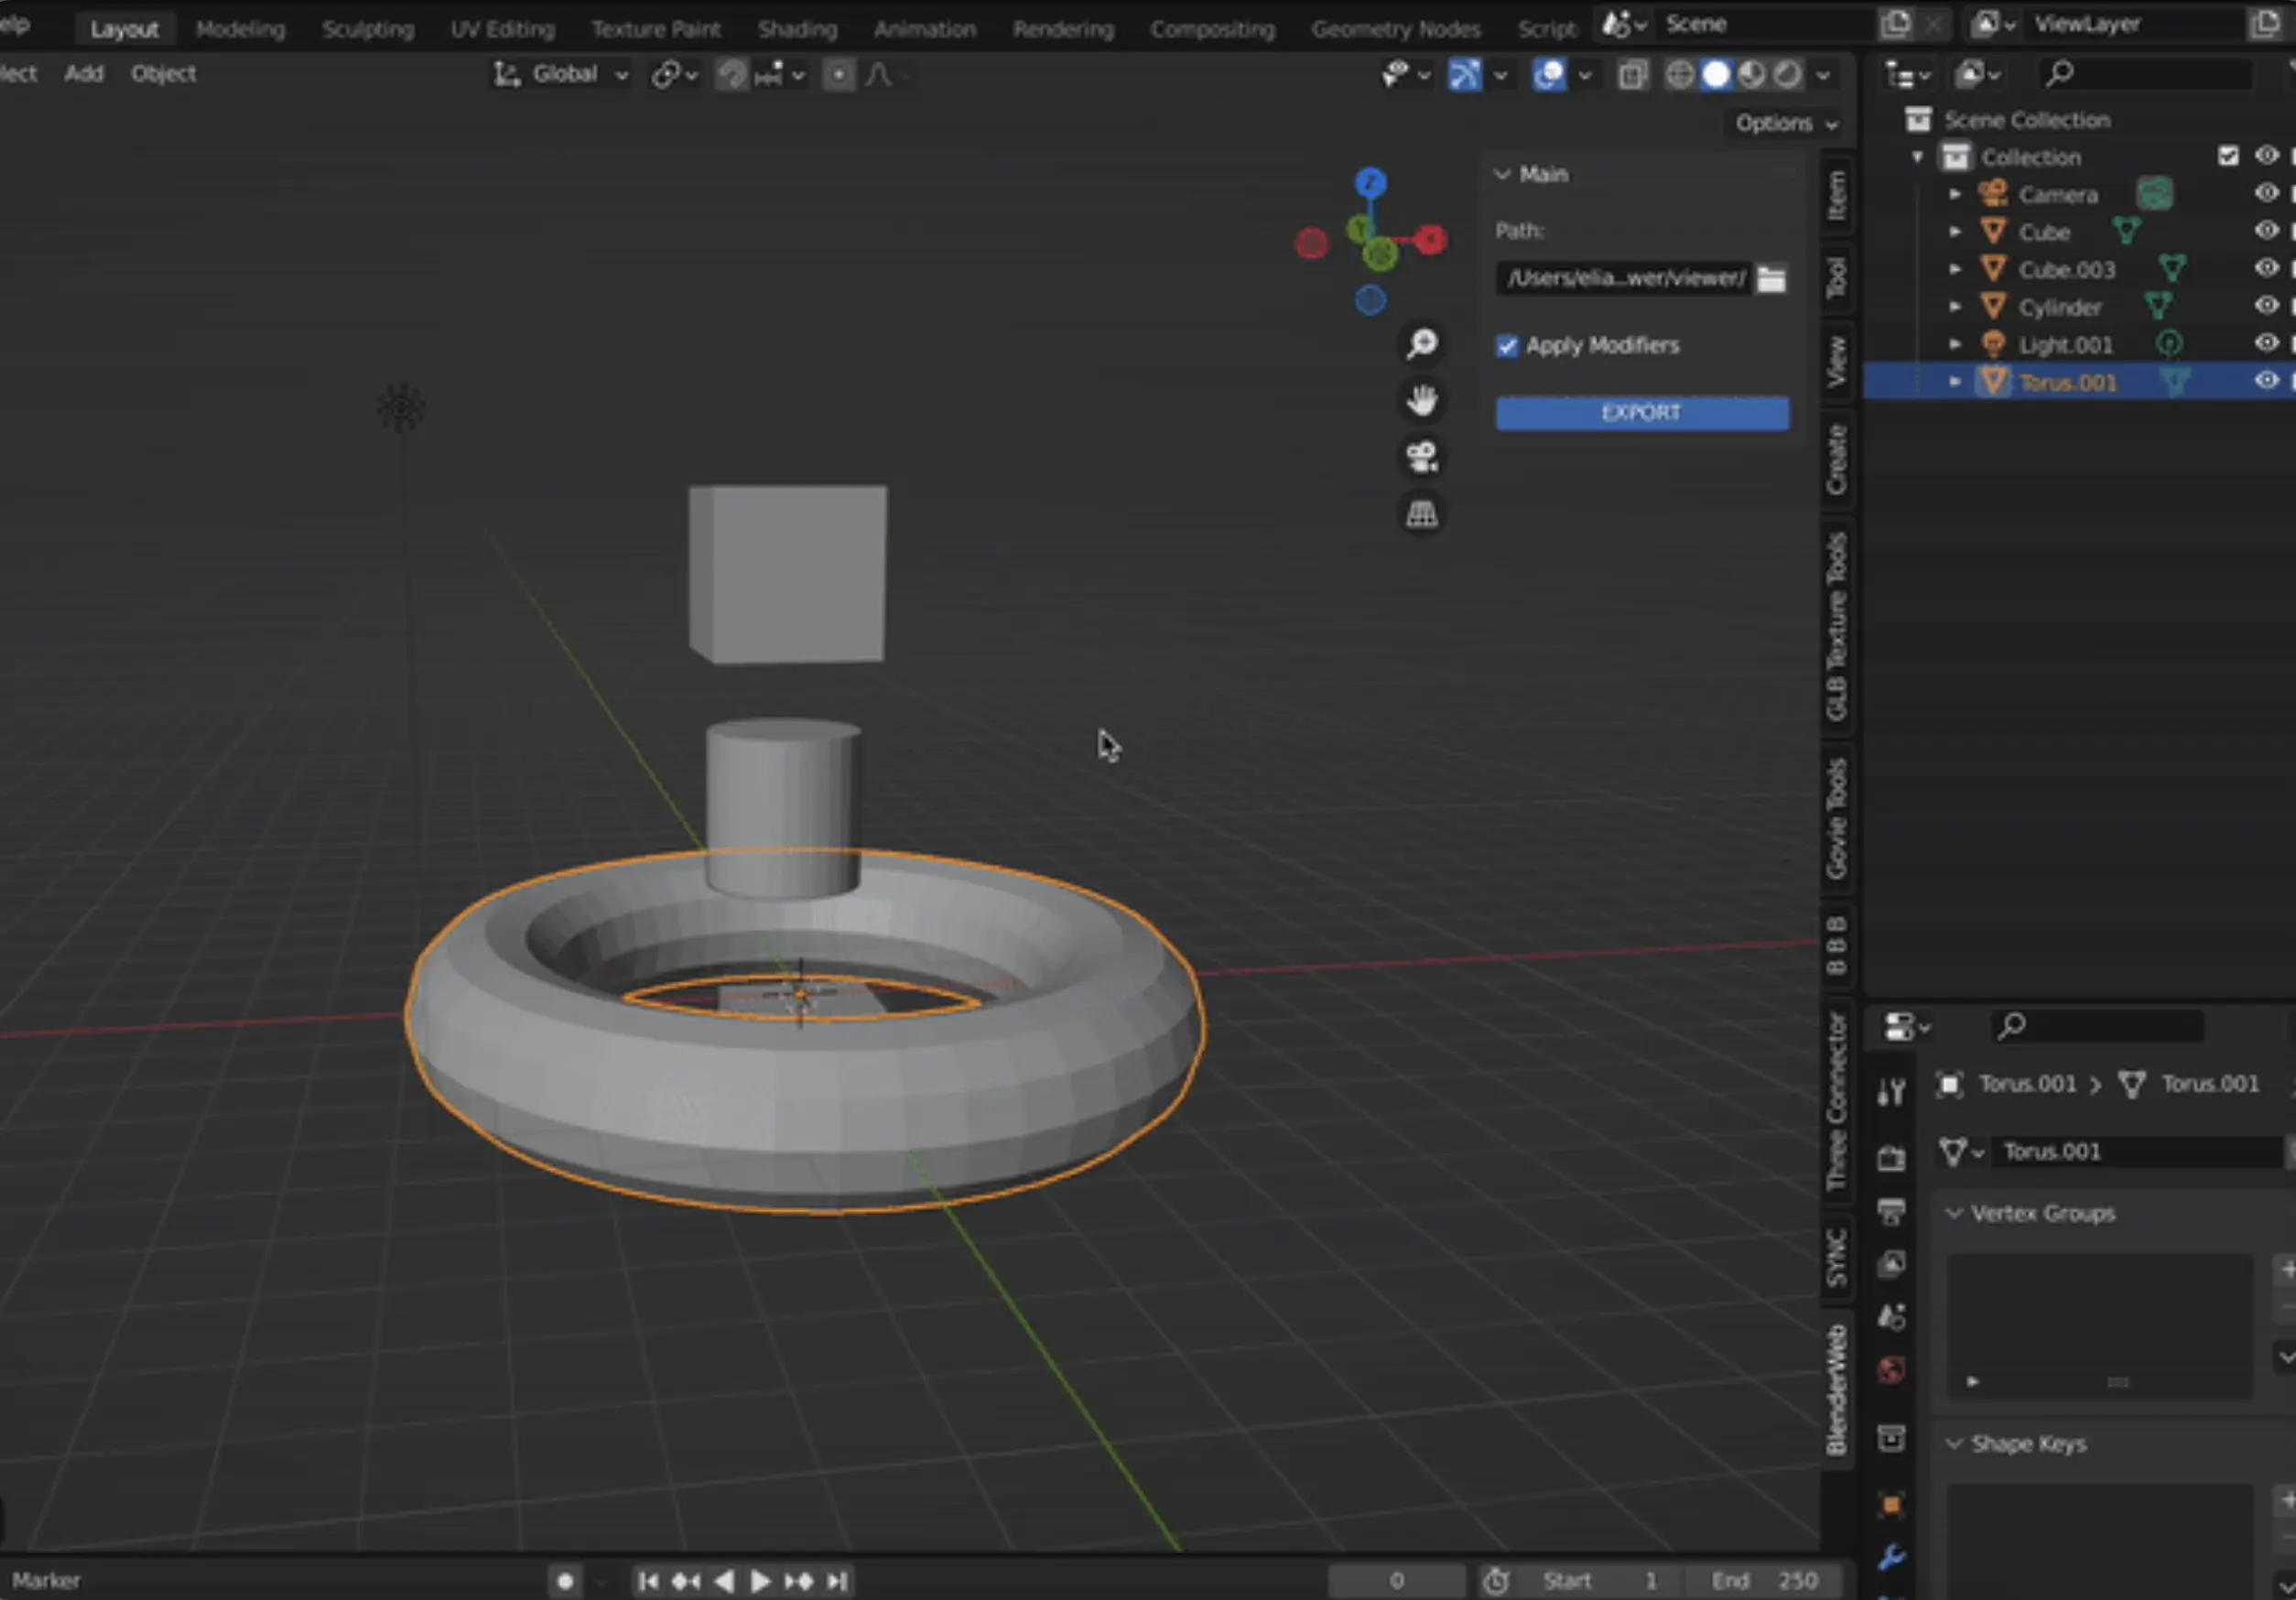 elp Layout Modeling Sculpting UV Editing Texture Paint Shading Animation Rendering Compositing Geometry Nodes Script Scene ViewLayer
lect Add Object Global
Options
Scene Collection
Main
Collection
Camera
Path:
Cube
/Users/elia...wer/viewer/
Cube.003
Cylinder
Apply Modifiers
Light.001
Torus.001
EXPORT
Item
Tool
View
Create
GLB Texture Tools
Govie Tools
B B B
Three Connector
SYNC
BlenderWeb
Torus.001 > Torus.001
Torus.001
Vertex Groups
Shape Keys
Marker 0 Start 1 End 250